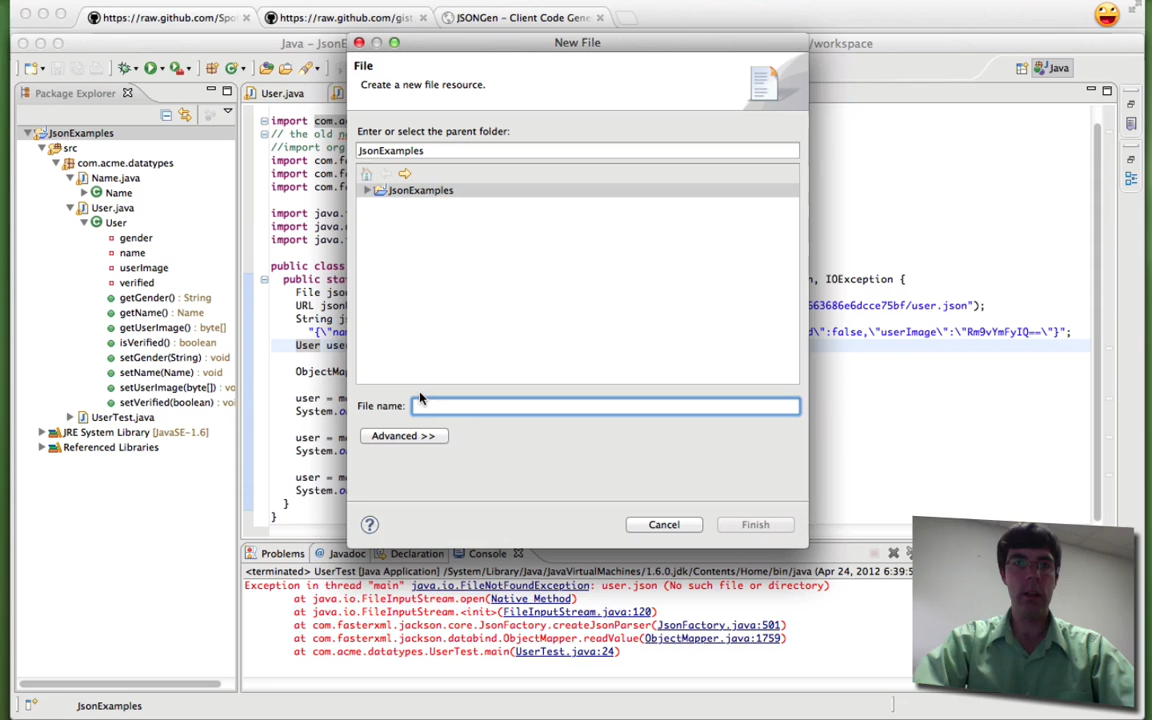 https://raw.github.com/Spo
https://raw.github.com/gist
JSONGen - Client Code Gene
Java - JsonE
New File
/workspace
Java
File
Create a new file resource.
Package Explorer
User.java
Enter or select the parent folder:
JsonExamples
JsonExamples
JsonExamples
src
com.acme.datatypes
Name.java
Name
User.java
User
gender
name
userImage
verified
getGender() : String
getName() : Name
getUserImage() : byte[]
isVerified() : boolean
setGender(String) : void
setName(Name) : void
setUserImage(byte[]) : vo
setVerified(boolean) : vo
UserTest.java
JRE System Library [JavaSE-1.6]
Referenced Libraries
import com.a
// the old n
//import org
import com.f
import com.f
import com.f
import java.
import java.
import java.
public class
public sta
n, IOException {
File jso
URL jsonU
663686e6dcce75bf/user.json");
String js
"{\"nam
d\":false,\"userImage\":\"Rm9vYmFyIQ==\"}";
User use
ObjectMa
user = m
System.o
user = m
System.o
user = m
System.o
}
}
File name:
Advanced >>
Cancel
Finish
Problems
Javadoc
Declaration
Console
<terminated> UserTest [Java Application] /System/Library/Java/JavaVirtualMachines/1.6.0.jdk/Contents/Home/bin/java (Apr 24, 2012 6:39:5
Exception in thread "main" java.io.FileNotFoundException: user.json (No such file or directory)
at java.io.FileInputStream.open(Native Method)
at java.io.FileInputStream.<init>(FileInputStream.java:120)
at com.fasterxml.jackson.core.JsonFactory.createJsonParser(JsonFactory.java:501)
at com.fasterxml.jackson.databind.ObjectMapper.readValue(ObjectMapper.java:1759)
at com.acme.datatypes.UserTest.main(UserTest.java:24)
JsonExamples